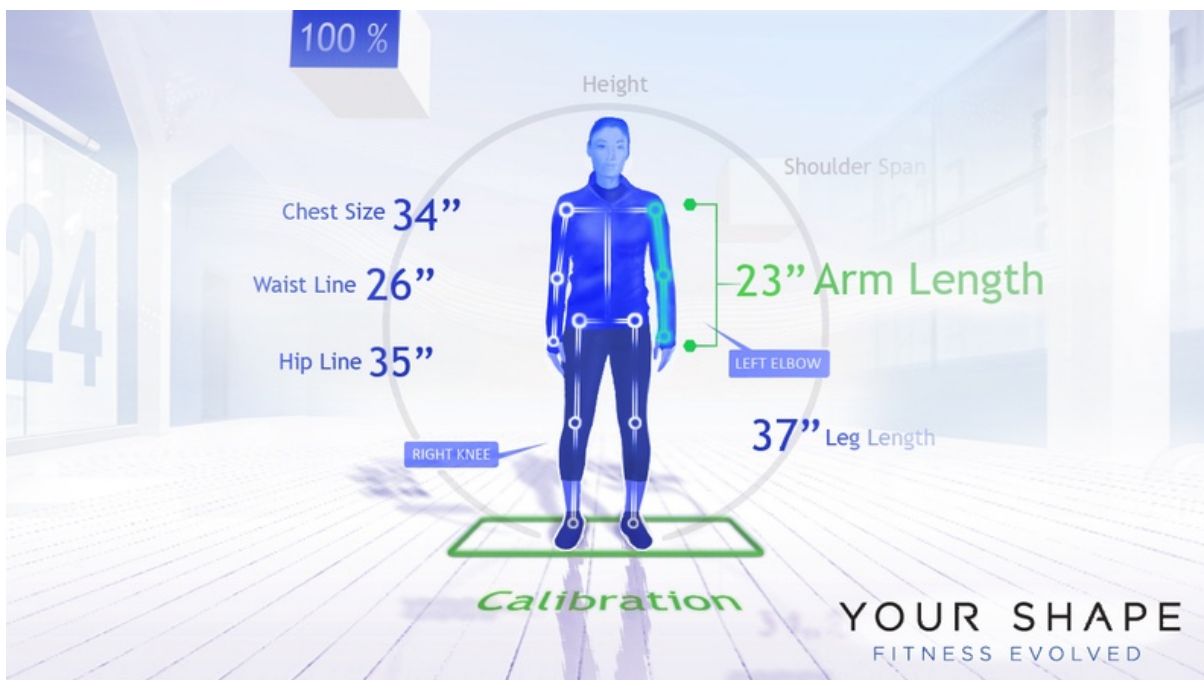 100 %
Height
Shoulder Span
Chest Size 34”
Waist Line 26”
23” Arm Length
24
Hip Line 35”
LEFT ELBOW
37” Leg Length
RIGHT KNEE
Calibration
YOUR SHAPE
FITNESS EVOLVED